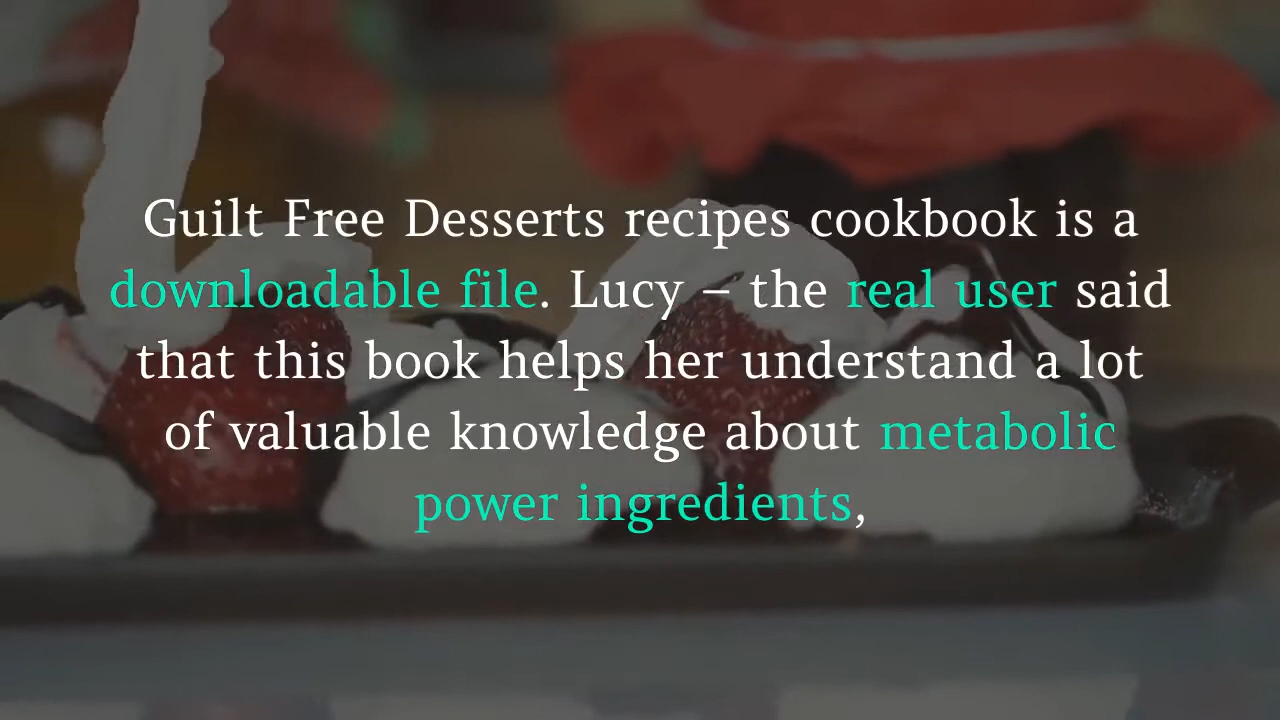 Guilt Free Desserts recipes cookbook is a
downloadable file. Lucy – the real user said
that this book helps her understand a lot
of valuable knowledge about metabolic
power ingredients,